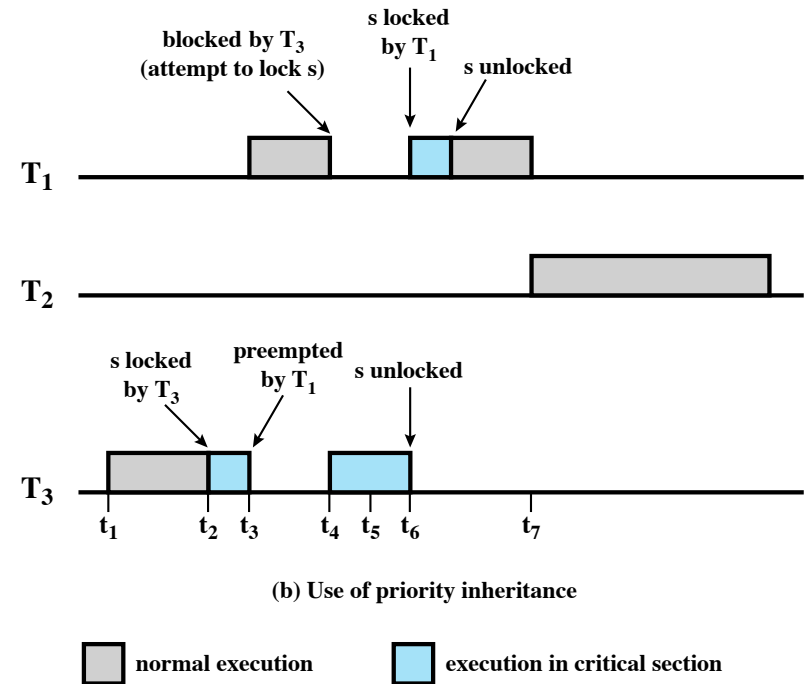 s locked
by T1
blocked by T3
(attempt to lock s)
s unlocked
T1
T2
s locked
by T3
preempted
by T1
s unlocked
T3
t1 t2 t3 t4 t5 t6 t7
(b) Use of priority inheritance
normal execution
execution in critical section